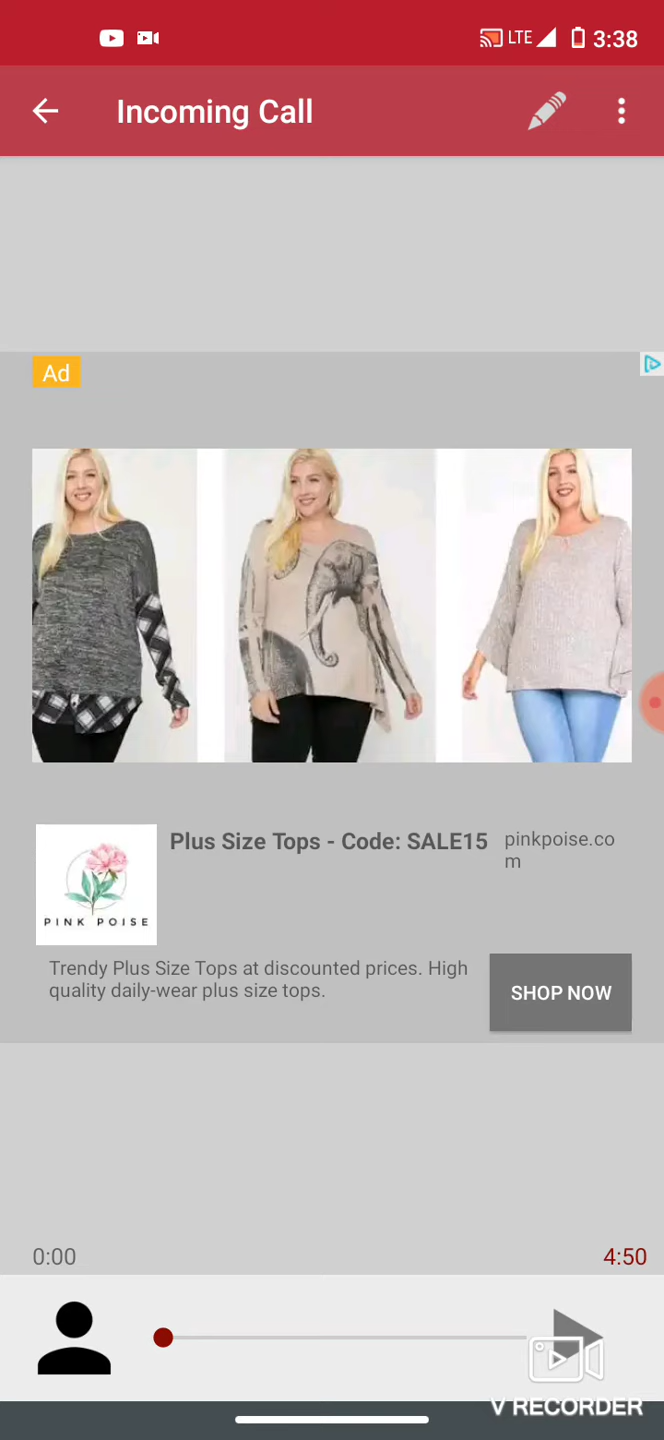 LTE 3:38
Incoming Call
Ad
Plus Size Tops - Code: SALE15
pinkpoise.co
m
PINK POISE
Trendy Plus Size Tops at discounted prices. High
quality daily-wear plus size tops.
SHOP NOW
0:00
4:50
V RECORDER